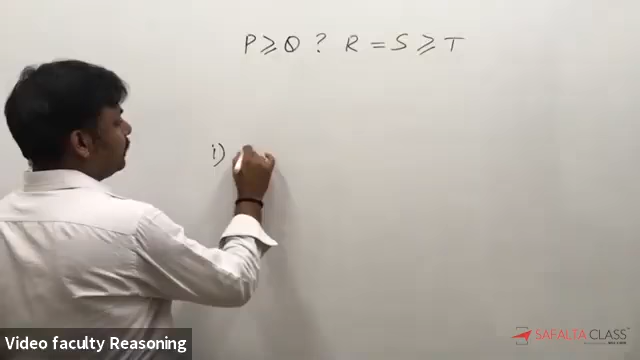 P ≥ Q ? R = S ≥ T
i)
SAFALTA CLASS
Video faculty Reasoning